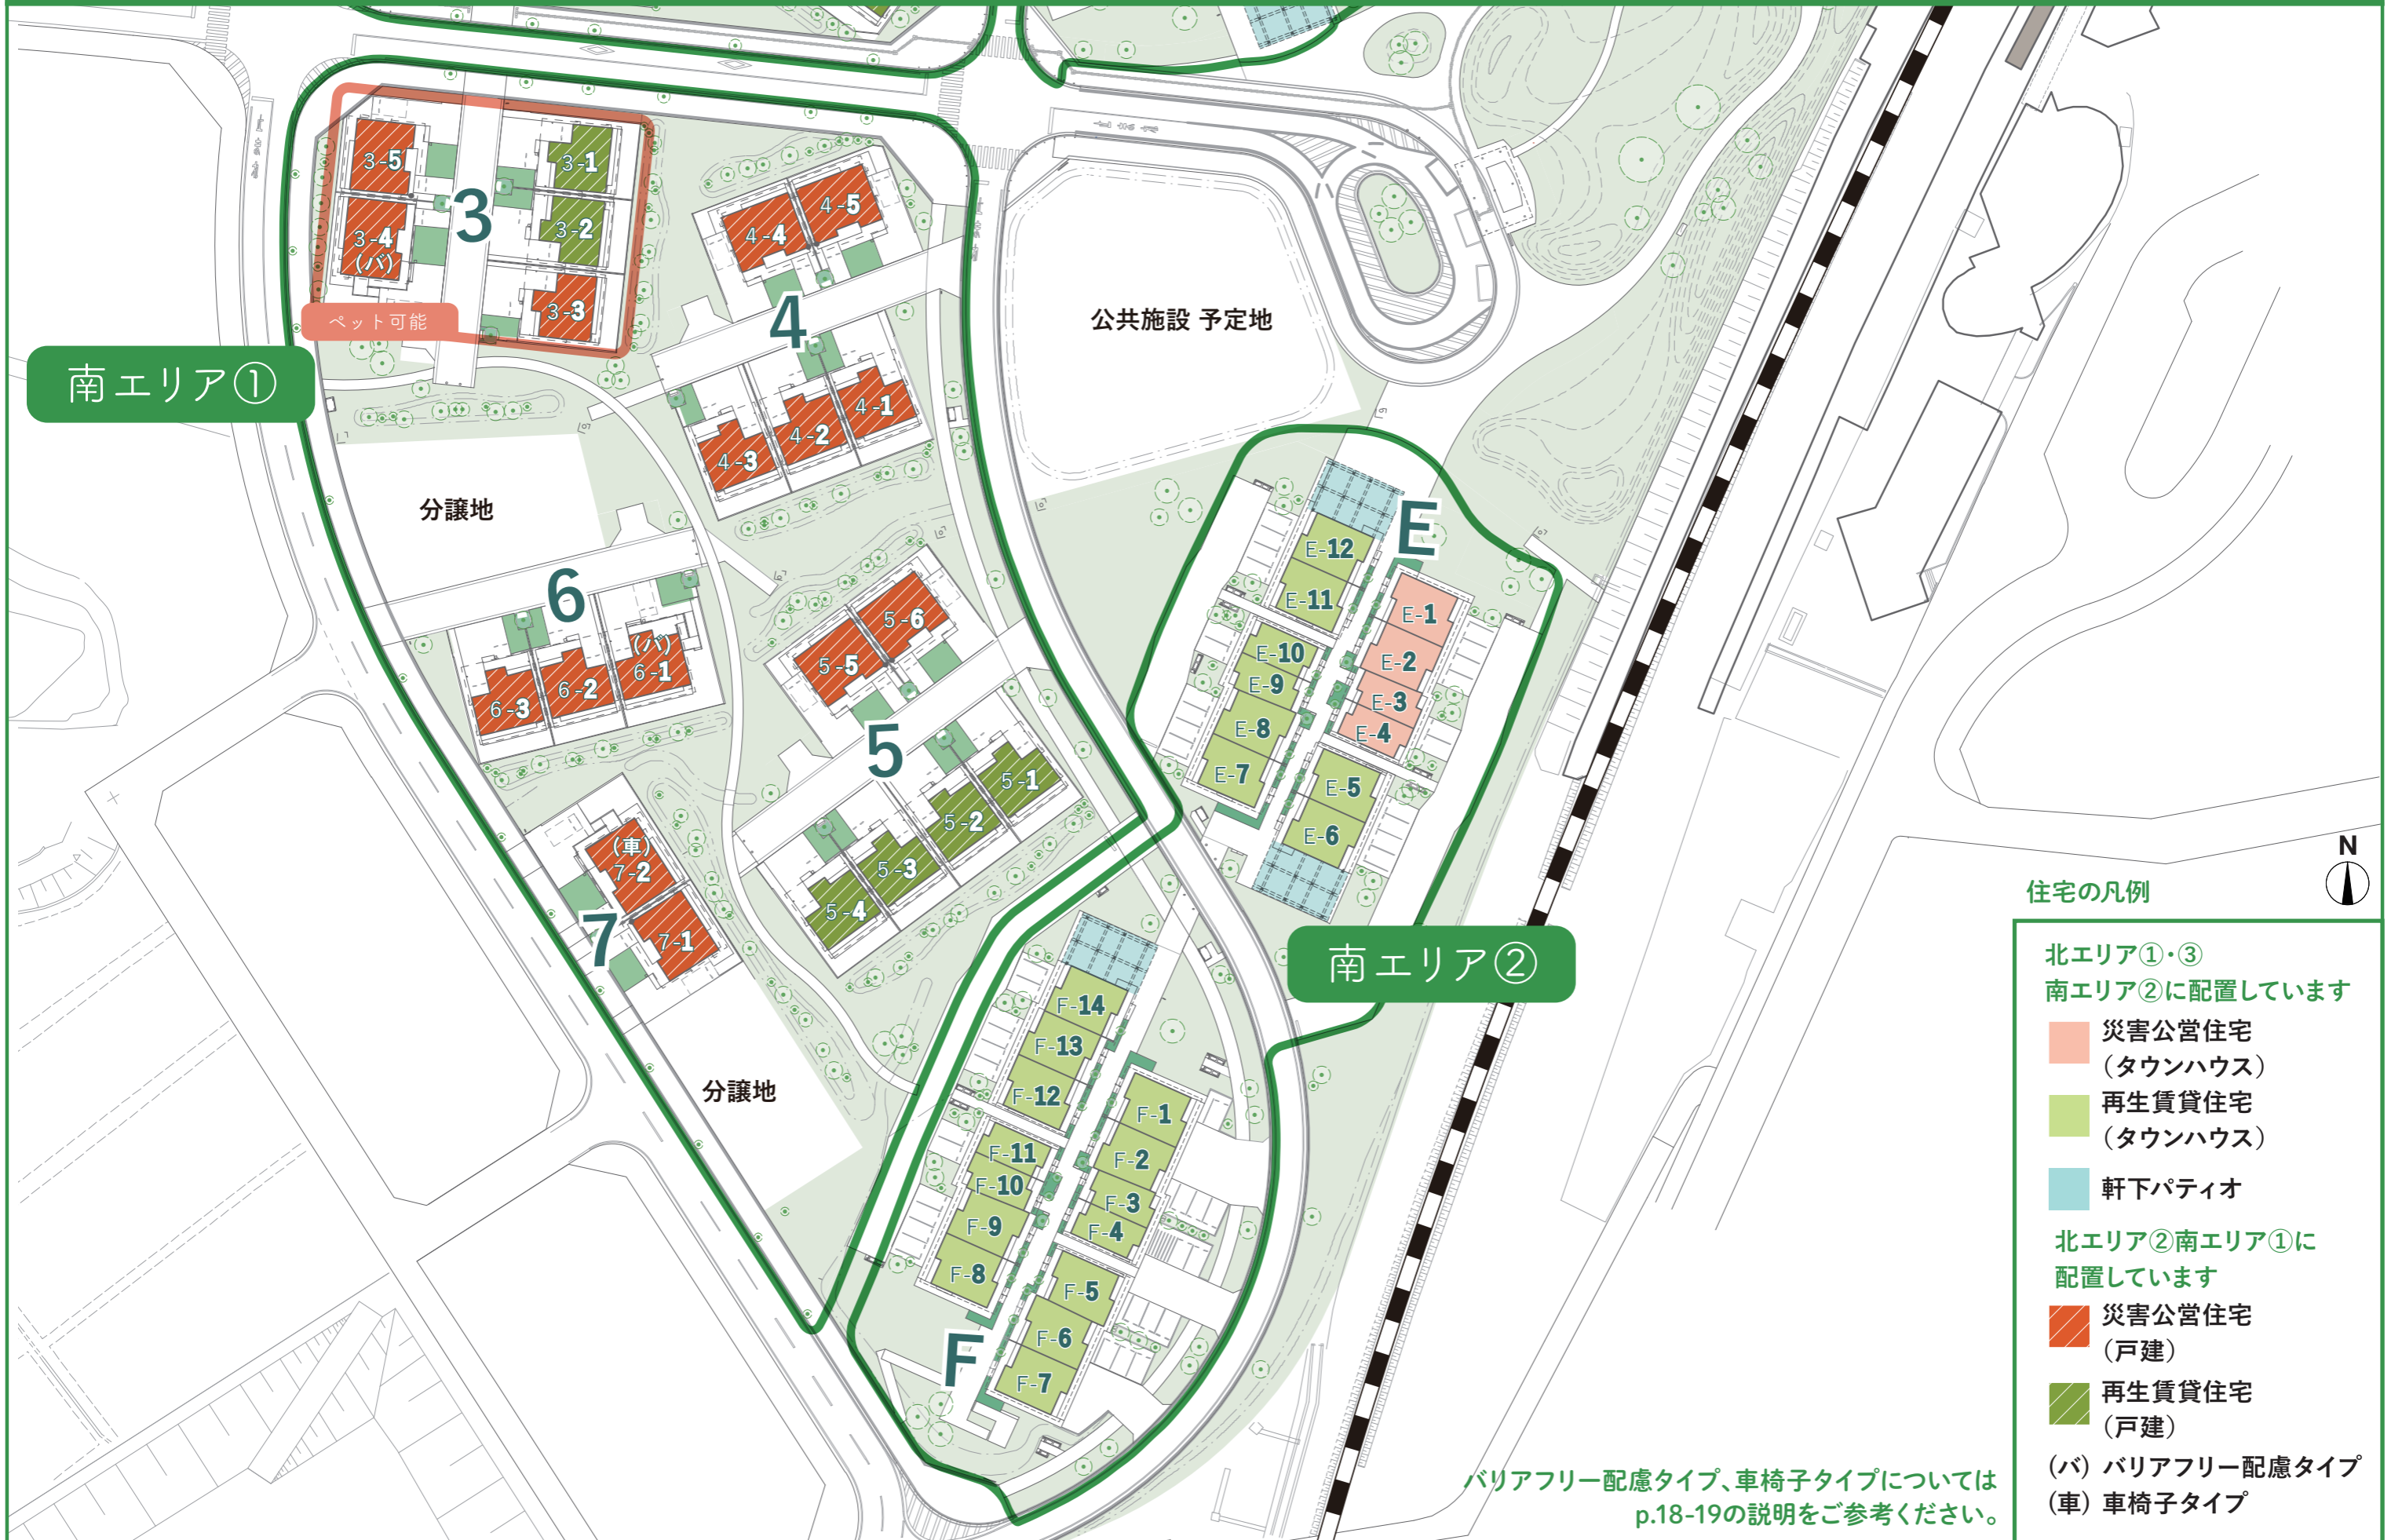 3-5
3-1
3
3-4
(バ)
3-2
3-3
ペット可能
南エリア①
4-4
4-5
4
4-3
4-2
4-1
公共施設 予定地
分譲地
6
6-3
6-2
(バ)
6-1
5-6
5-5
5
5-1
5-2
5-3
5-4
(車)
7-2
7
7-1
分譲地
E
E-12
E-11
E-1
E-10
E-2
E-9
E-3
E-8
E-4
E-7
E-5
E-6
南エリア②
F-14
F-13
F-12
F-1
F-11
F-2
F-10
F-3
F-9
F-4
F-8
F-5
F-6
F
F-7
N
住宅の凡例
北エリア①・③
南エリア②に配置しています
災害公営住宅
(タウンハウス)
再生賃貸住宅
(タウンハウス)
軒下パティオ
北エリア②南エリア①に
配置しています
災害公営住宅
(戸建)
再生賃貸住宅
(戸建)
(バ) バリアフリー配慮タイプ
(車) 車椅子タイプ
バリアフリー配慮タイプ、車椅子タイプについては
p.18-19の説明をご参考ください。